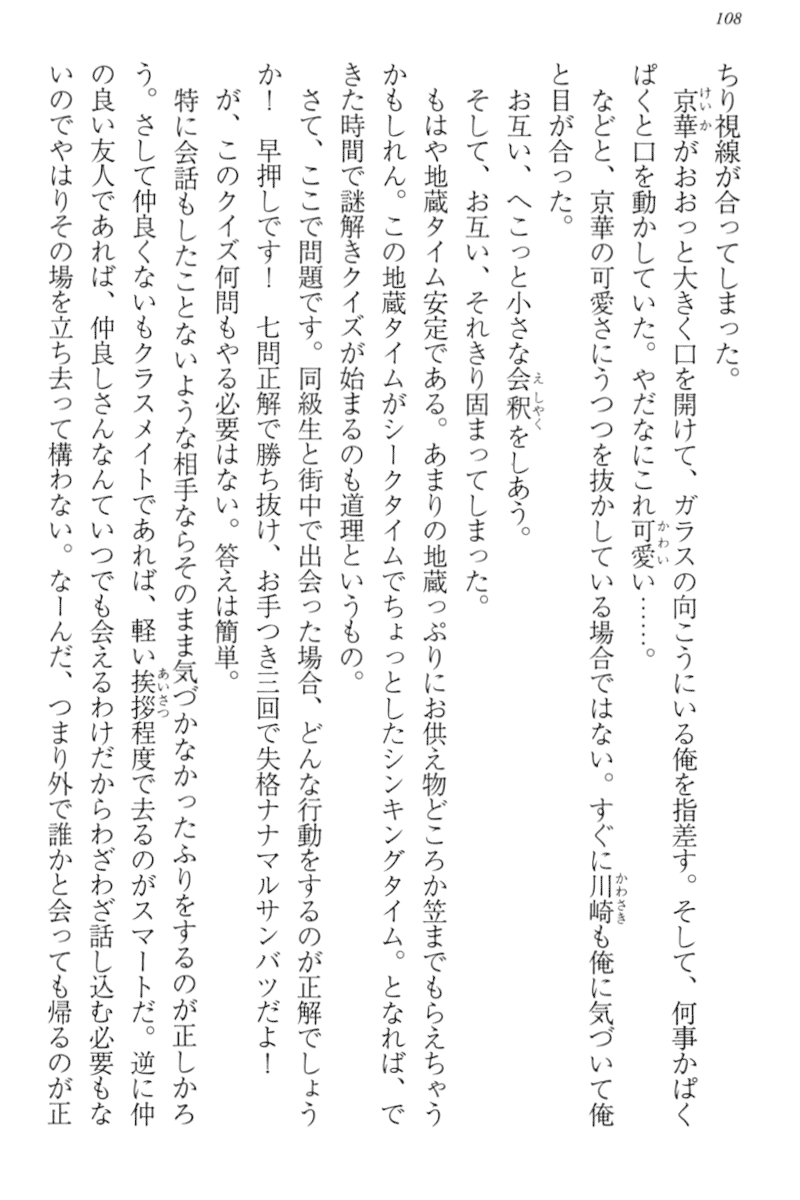 108
ちり視線が合ってしまった。
　京華がおおっと大きく口を開けて、ガラスの向こうにいる俺を指差す。そして、何事かぱく
ぱくと口を動かしていた。やだなにこれ可愛い……。
　などと、京華の可愛さにうつつを抜かしている場合ではない。すぐに川崎も俺に気づいて俺
と目が合った。
　お互い、へこっと小さな会釈をしあう。
　そして、お互い、それきり固まってしまった。
　もはや地蔵タイム安定である。あまりの地蔵っぷりにお供え物どころか笠までもらえちゃう
かもしれん。この地蔵タイムがシークタイムでちょっとしたシンキングタイム。となれば、で
きた時間で謎解きクイズが始まるのも道理というもの。
　さて、ここで問題です。同級生と街中で出会った場合、どんな行動をするのが正解でしょう
か！　早押しです！　七問正解で勝ち抜け、お手つき三回で失格ナナマルサンバツだよ！
　が、このクイズ何問もやる必要はない。答えは簡単。
　特に会話もしたことないような相手ならそのまま気づかなかったふりをするのが正しかろ
う。さして仲良くないもクラスメイトであれば、軽い挨拶程度で去るのがスマートだ。逆に仲
の良い友人であれば、仲良しさんなんていつでも会えるわけだからわざわざ話し込む必要もな
いのでやはりその場を立ち去って構わない。なーんだ、つまり外で誰かと会っても帰るのが正